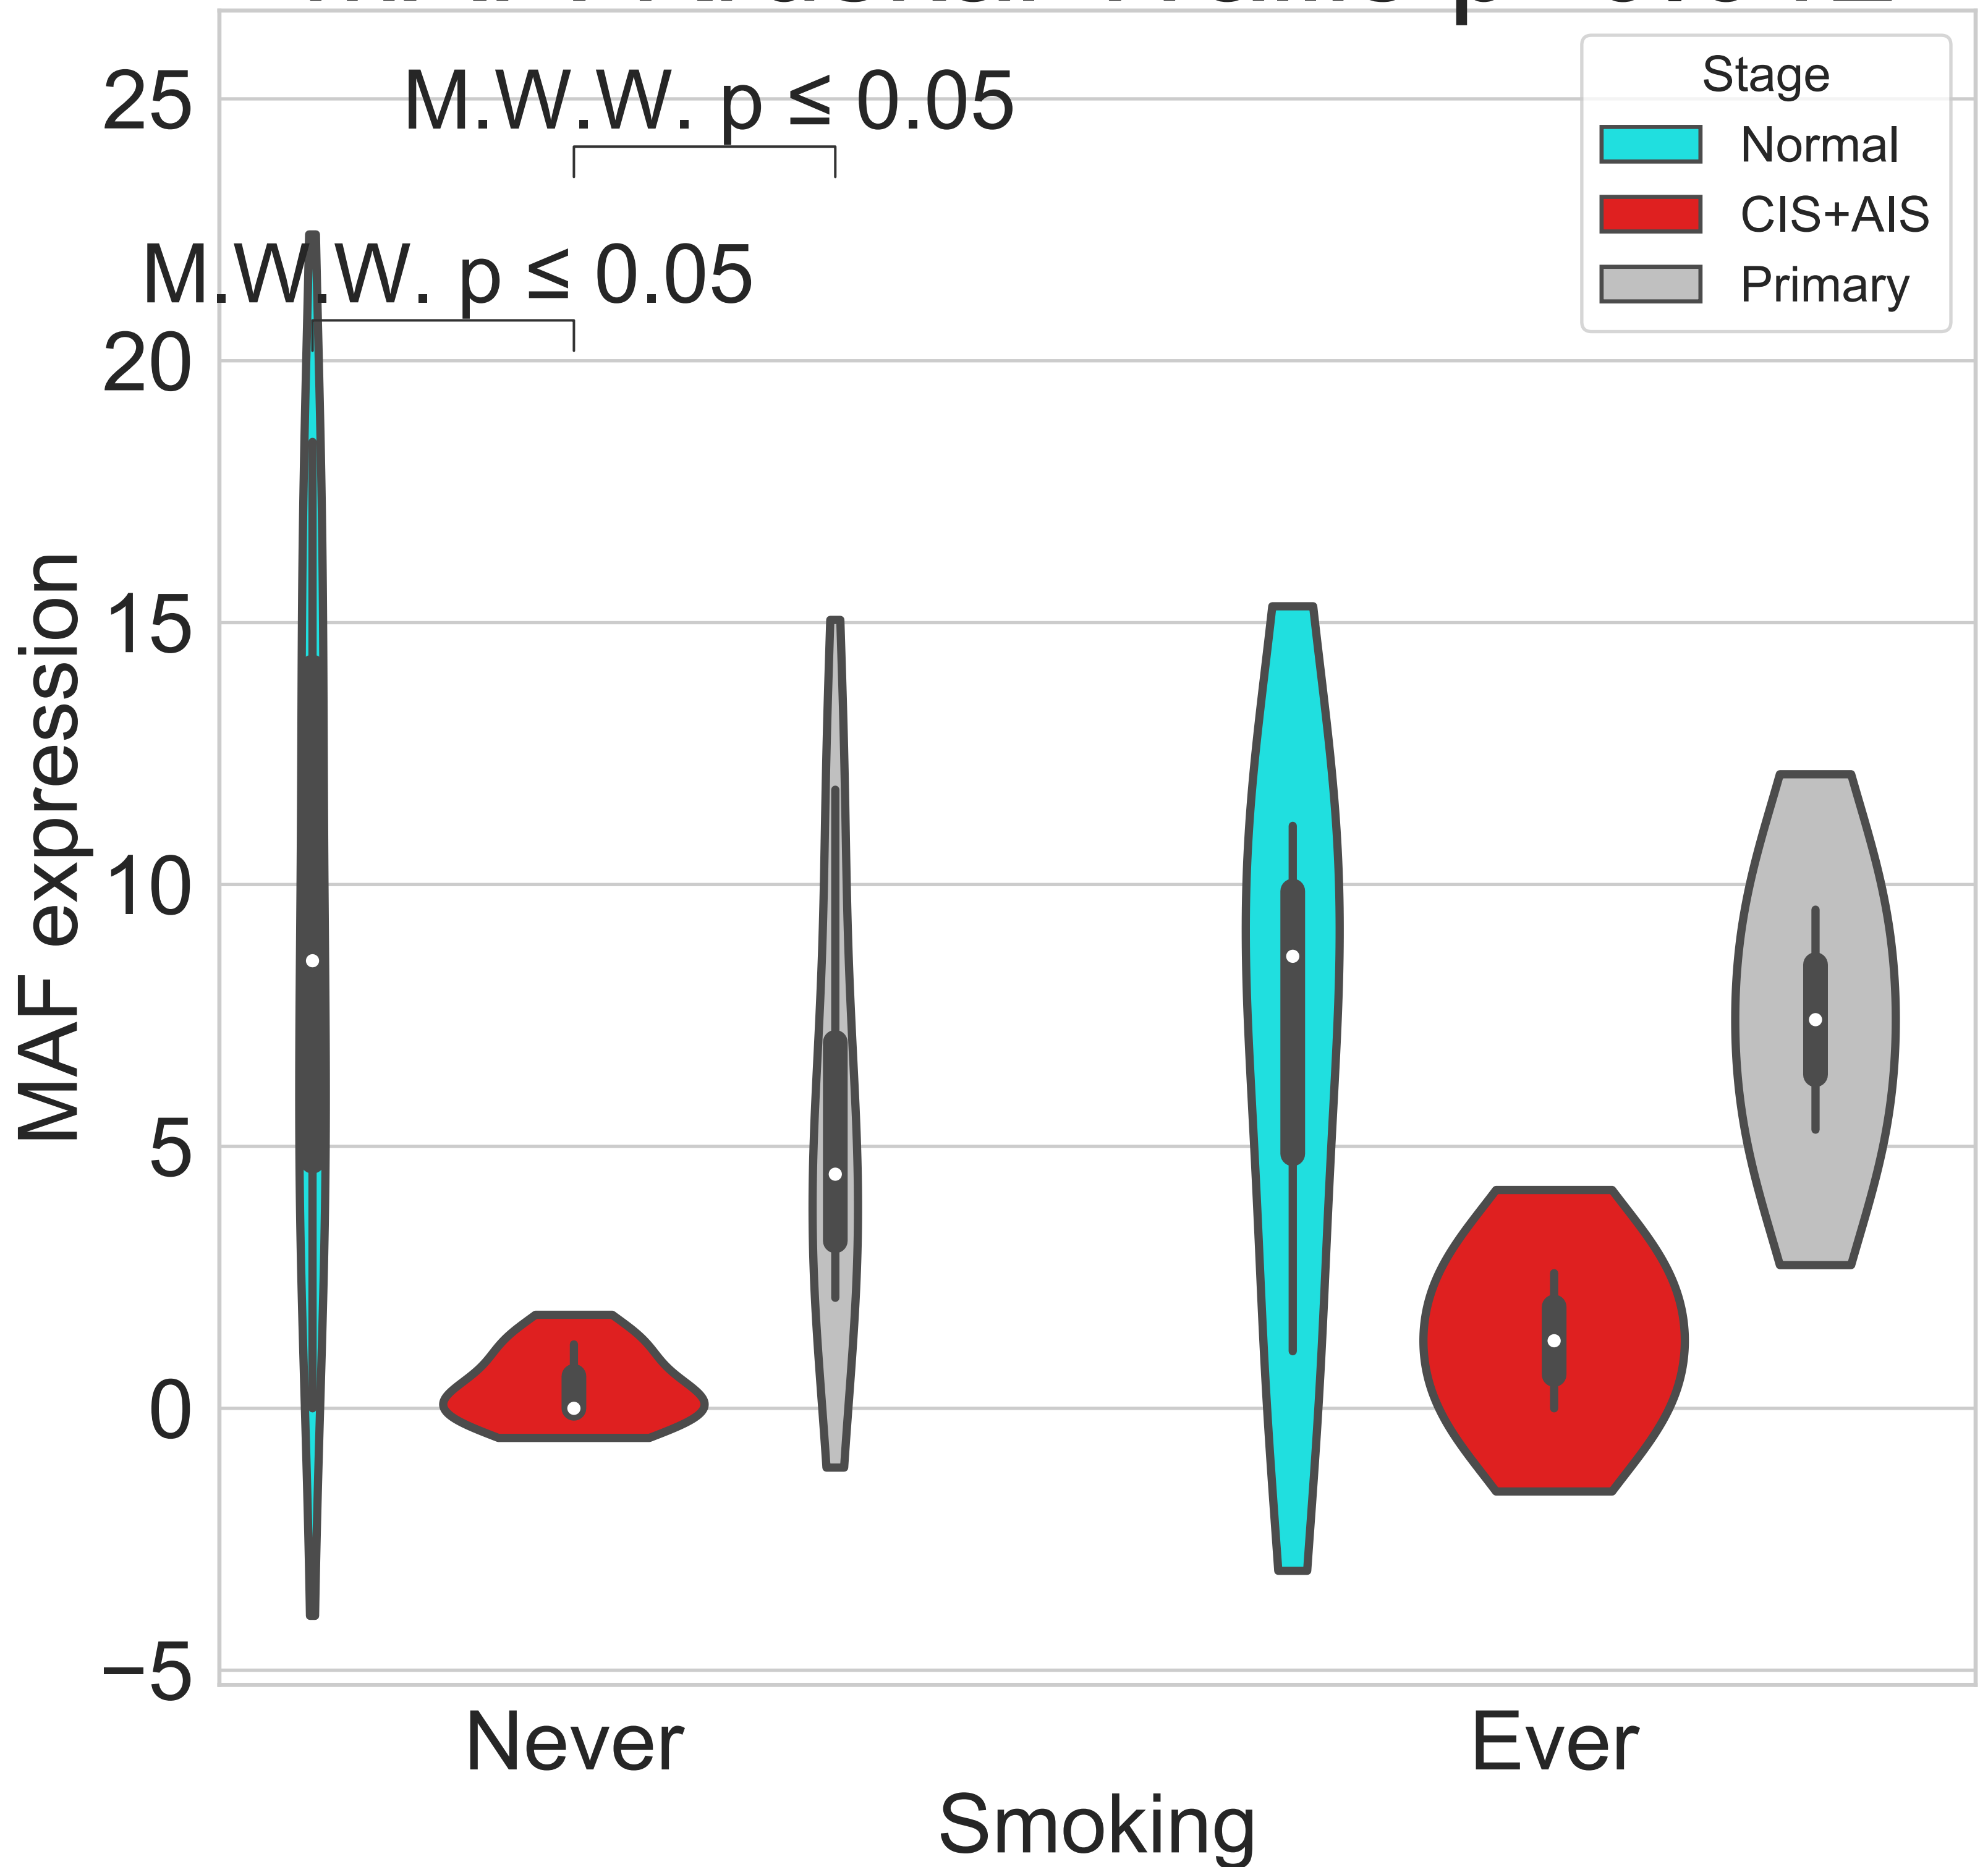 25
20
15
10
5
0
−5
MAF expression
M.W.W. p ≤ 0.05
M.W.W. p ≤ 0.05
Stage
Normal
CIS+AIS
Primary
Never
Ever
Smoking